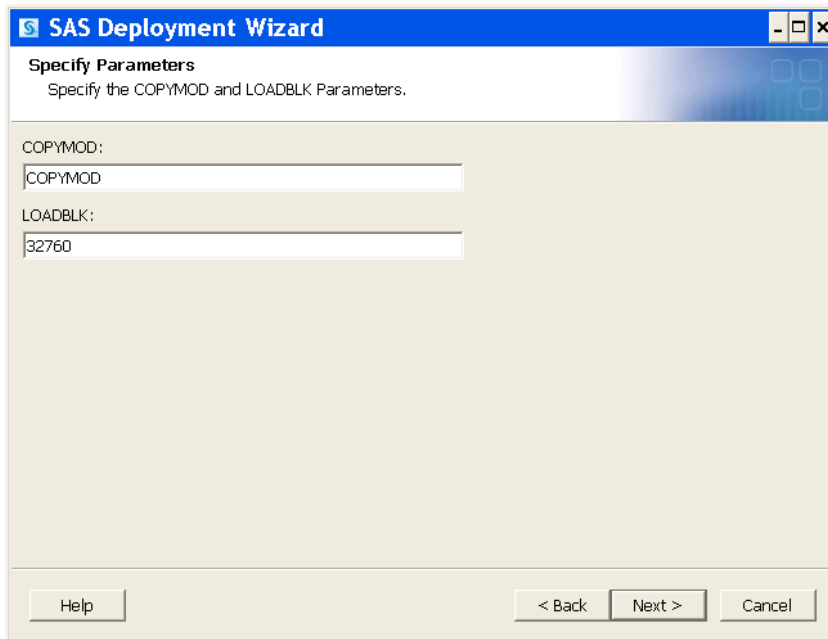 SAS Deployment Wizard
Specify Parameters
Specify the COPYMOD and LOADBLK Parameters.
COPYMOD:
COPYMOD
LOADBLK:
32760
Help < Back Next > Cancel